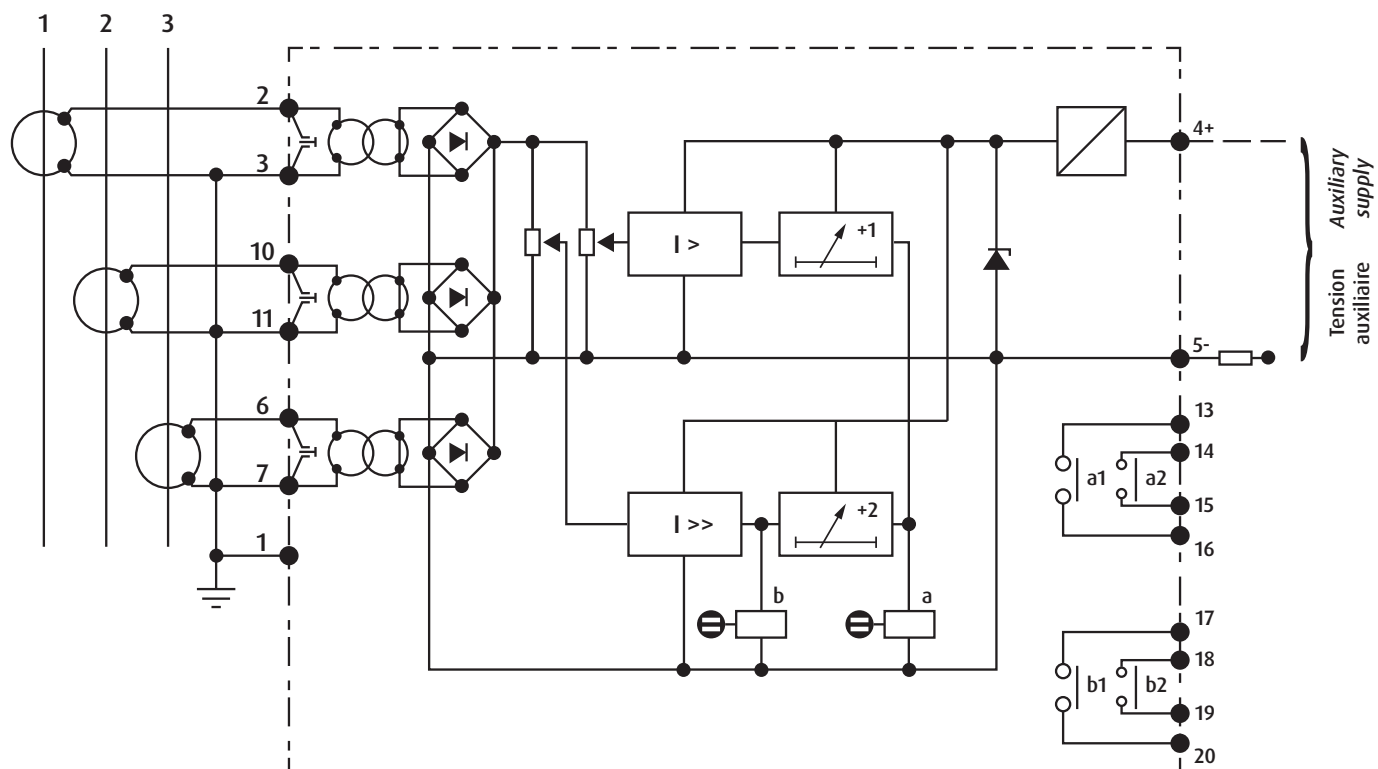 1 2 3
2
3
10
11
6
7
1
I >
+1
I >>
+2
b
a
4+
5-
Auxiliary
supply
Tension
auxiliaire
13
14
a1 a2
15
16
17
18
b1 b2
19
20